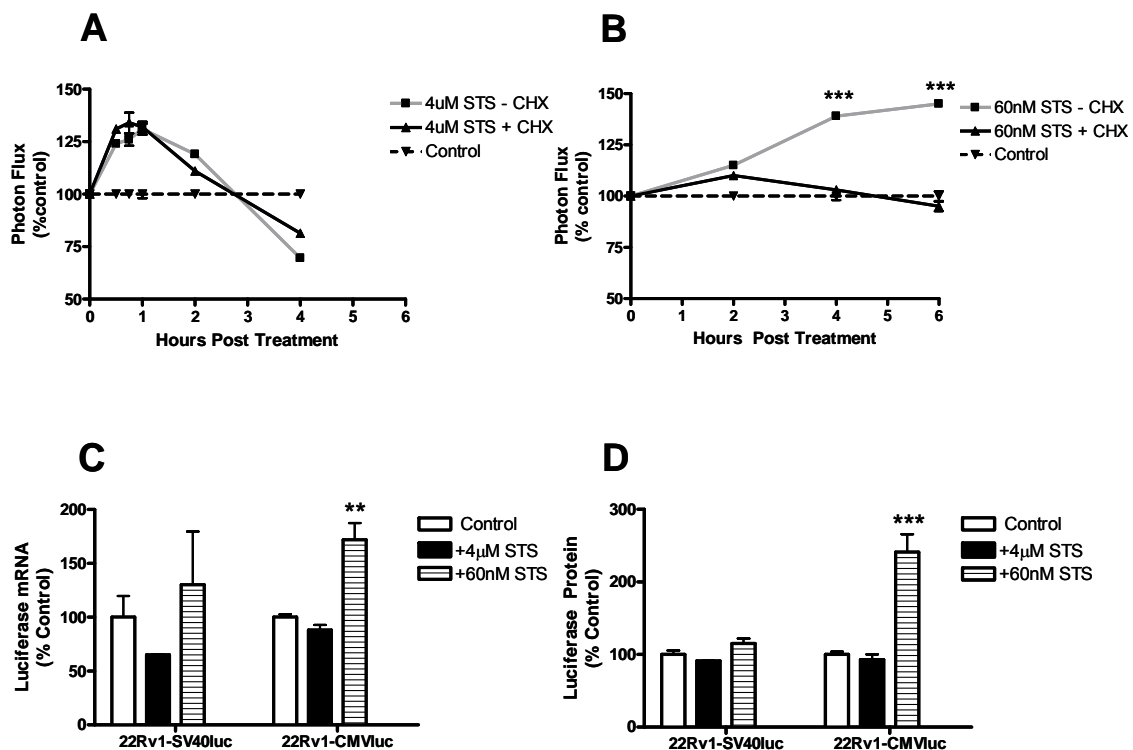 A
B
150
125
100
75
50
Photon Flux
(%control)
0
1
2
3
4
5
6
Hours Post Treatment
4uM STS - CHX
4uM STS + CHX
Control
150
125
100
75
50
Photon Flux
(% control)
0
1
2
3
4
5
6
Hours Post Treatment
***
***
60nM STS - CHX
60nM STS + CHX
Control
C
D
200
150
100
50
0
Luciferase mRNA
(% Control)
**
22Rv1-SV40luc
22Rv1-CMVluc
Control
+4μM STS
+60nM STS
300
200
100
0
Luciferase Protein
(% Control)
***
22Rv1-SV40luc
22Rv1-CMVluc
Control
+4μM STS
+60nM STS